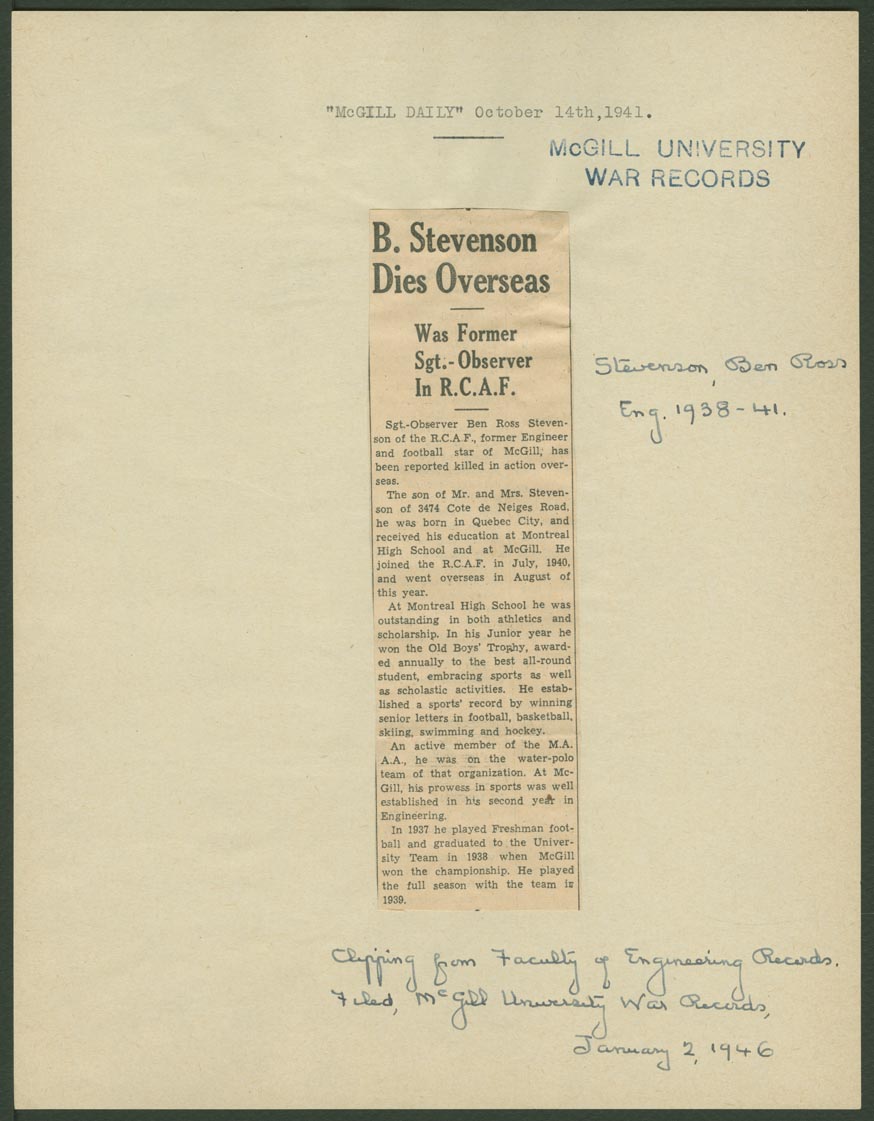 "McGILL DAILY" October 14th,1941.
McGILL UNIVERSITY
WAR RECORDS
B. Stevenson
Dies Overseas
Was Former
Sgt.-Observer
In R.C.A.F.
Stevenson, Ben Ross
Eng. 1938-41.
Sgt.-Observer Ben Ross Steven-
son of the R.C.A.F., former Engineer
and football star of McGill, has
been reported killed in action over-
seas.
The son of Mr. and Mrs. Steven-
son of 3474 Cote de Neiges Road,
he was born in Quebec City, and
received his education at Montreal
High School and at McGill. He
joined the R.C.A.F. in July, 1940,
and went overseas in August of
this year.
At Montreal High School he was
outstanding in both athletics and
scholarship. In his Junior year he
won the Old Boys' Trophy, award-
ed annually to the best all-round
student, embracing sports as well
as scholastic activities. He estab-
lished a sports' record by winning
senior letters in football, basketball,
skiing, swimming and hockey.
An active member of the M.A.
A.A., he was on the water-polo
team of that organization. At Mc-
Gill, his prowess in sports was well
established in his second year in
Engineering.
In 1937 he played Freshman foot-
ball and graduated to the Univer-
sity Team in 1938 when McGill
won the championship. He played
the full season with the team in
1939.
Clipping from Faculty of Engineering Records.
Filed, McGill University War Records,
January 2, 1946